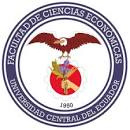 FACULTAD DE CIENCIAS ECONÓMICAS
1950
UNIVERSIDAD CENTRAL DEL ECUADOR